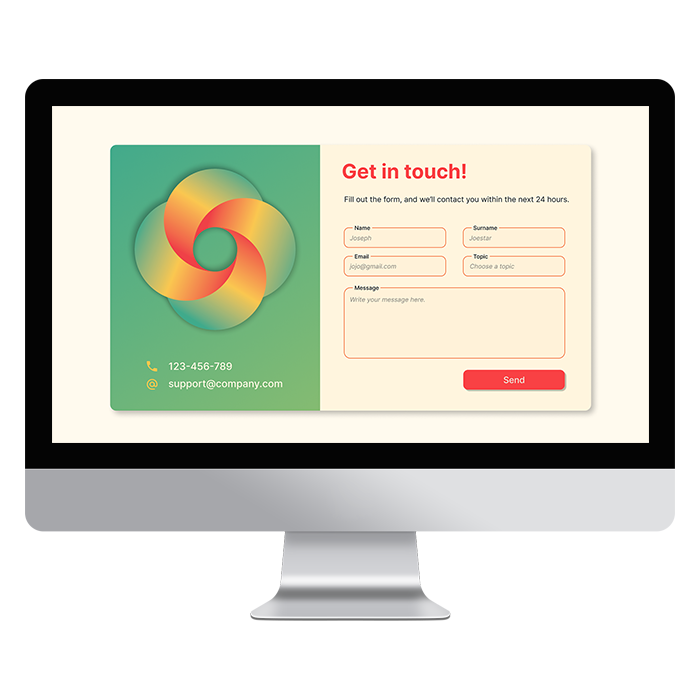 Get in touch!
Fill out the form, and we'll contact you within the next 24 hours.
Name
Joseph
Surname
Joestar
Email
jojo@gmail.com
Topic
Choose a topic
Message
Write your message here.
Send
123-456-789
support@company.com